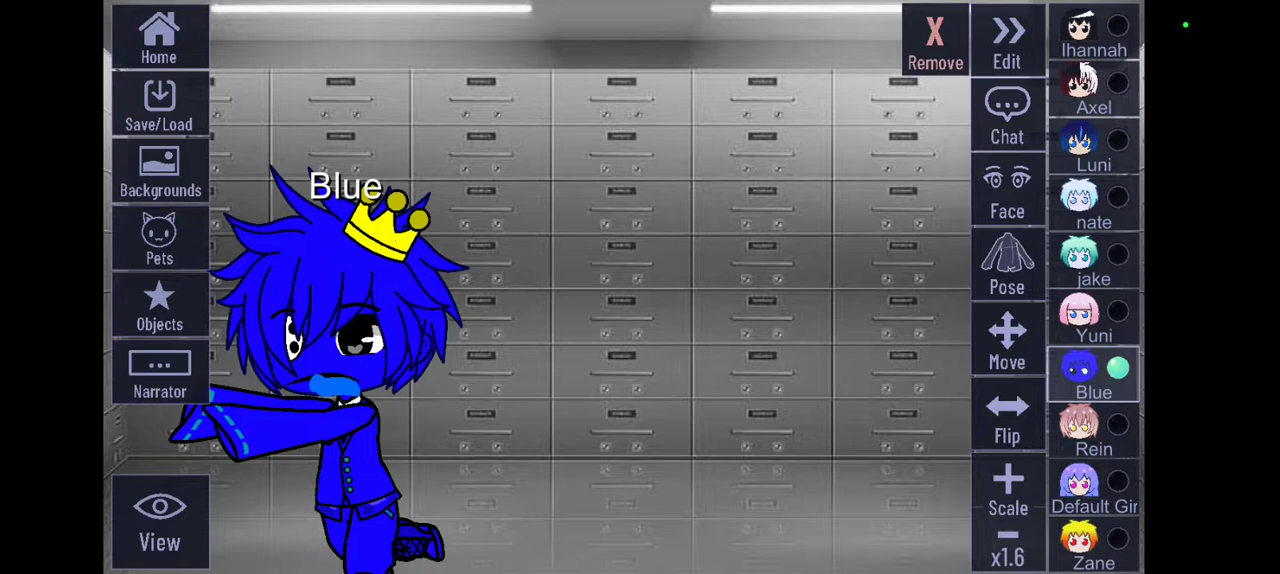 Home
Save/Load
Backgrounds
Pets
Objects
Narrator
View
Blue
X
Remove
Edit
Chat
Face
Pose
Move
Flip
Scale
x1.6
Ihannah
Axel
Luni
nate
jake
Yuni
Blue
Rein
Default Gir
Zane